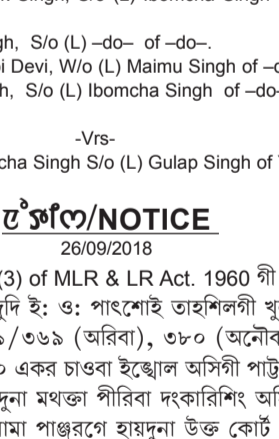 gh, S/o (L) –do– of –do–.
i Devi, W/o (L) Maimu Singh of –
h, S/o (L) Ibomcha Singh of –do–
-Vrs-
cha Singh S/o (L) Gulap Singh of
/NOTICE
26/09/2018
(3) of MLR & LR Act. 1960 গী
ই: ও: পাৎশোই তাহশিলগী খু
/৩৬৯ (অরিবা), ৩৮০ (অনৌব
একর চাওবা ইংখোল অসিগী পাট্ট
দুনা মথক্তা পীরিবা দৎকারিশিং অ
মামা পাঞ্জরগে হায়দুনা উক্ত কোর্ট